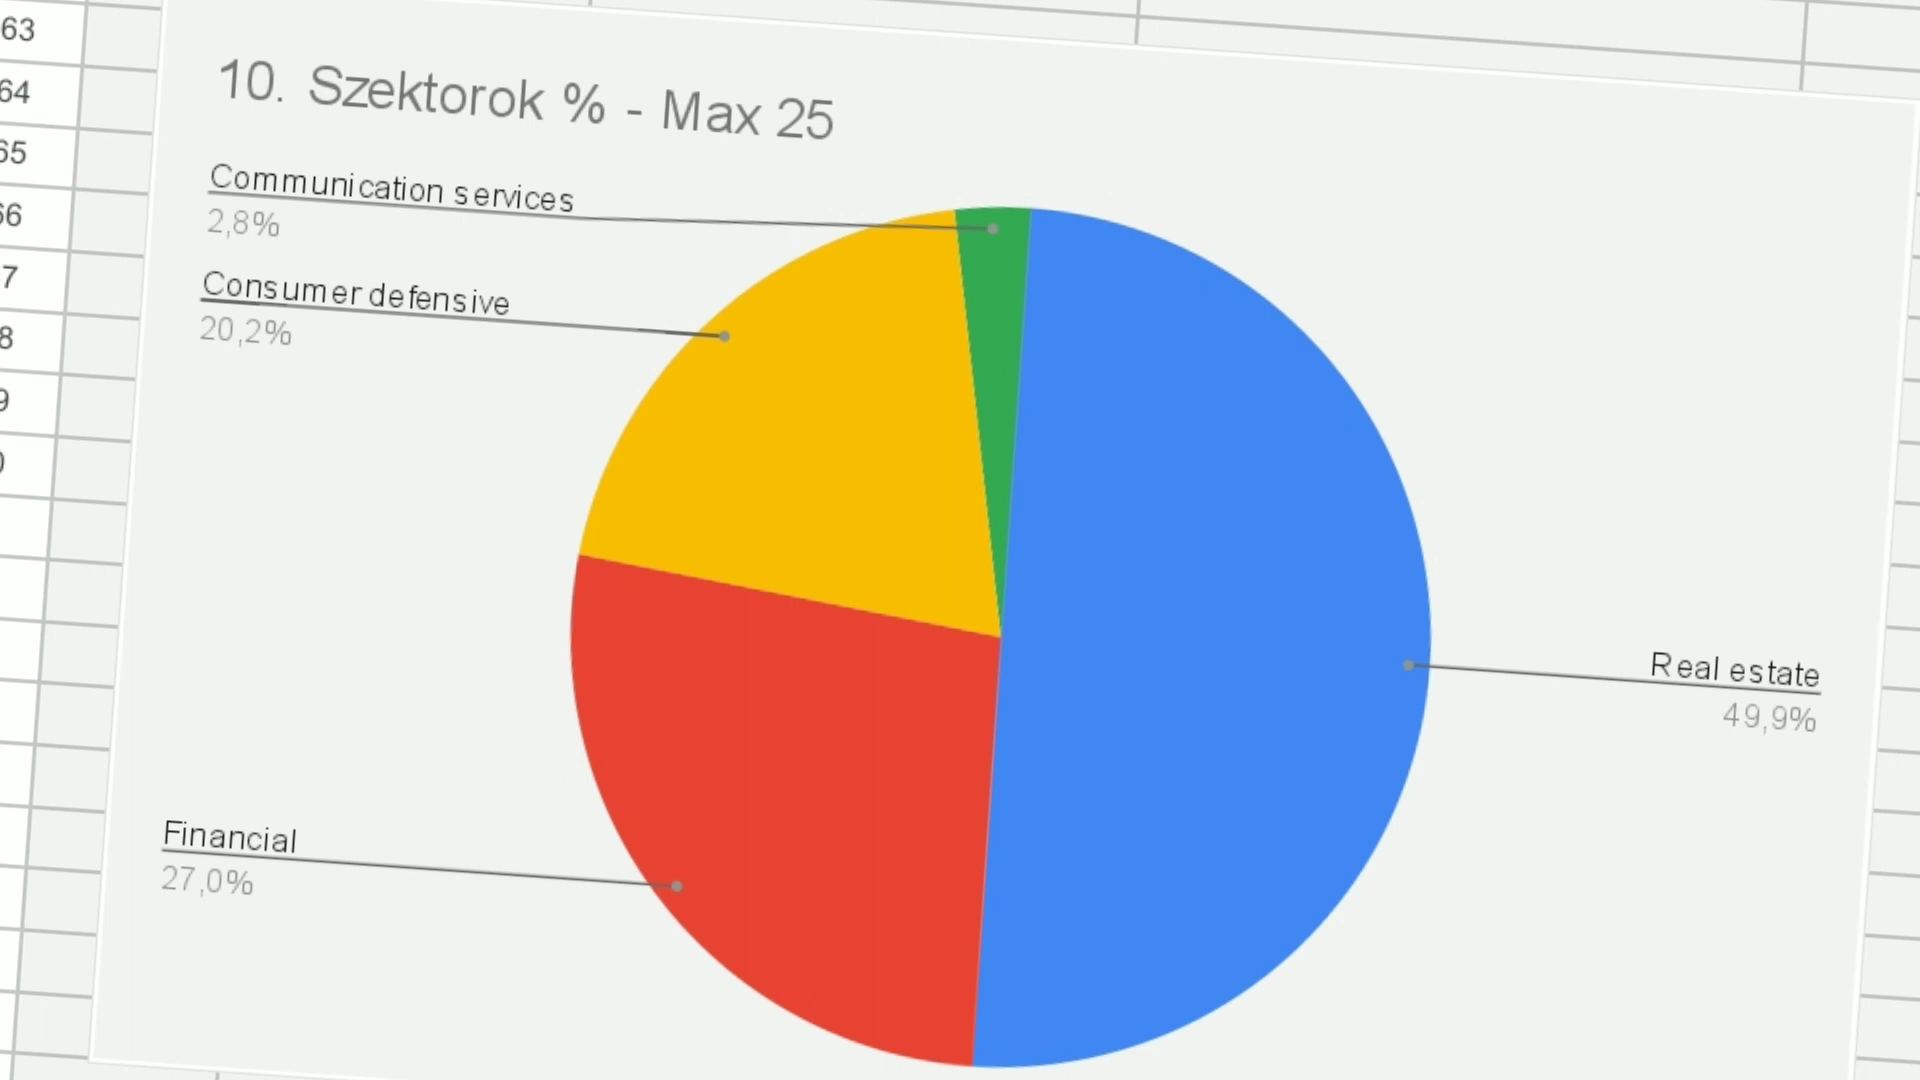 63
64
65
66
7
8
9
0
10. Szektorok % - Max 25
Communication services
2,8%
Consumer defensive
20,2%
Real estate
49,9%
Financial
27,0%